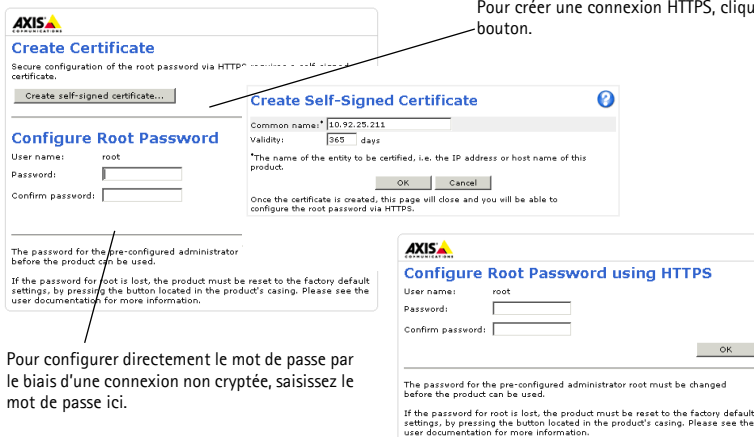 Pour créer une connexion HTTPS, cliqu
bouton.
AXIS
COMMUNICATIONS
Create Certificate
Secure configuration of the root password via HTTPS requires a self-signed
certificate.
Create self-signed certificate...
Configure Root Password
User name: root
Password:
Confirm password:
The password for the pre-configured administrator
before the product can be used.
If the password for root is lost, the product must be reset to the factory default
settings, by pressing the button located in the product's casing. Please see the
user documentation for more information.
Create Self-Signed Certificate
?
Common name:* 10.92.25.211
Validity: 365 days
*The name of the entity to be certified, i.e. the IP address or host name of this
product.
OK Cancel
Once the certificate is created, this page will close and you will be able to
configure the root password via HTTPS.
Pour configurer directement le mot de passe par
le biais d'une connexion non cryptée, saisissez le
mot de passe ici.
AXIS
COMMUNICATIONS
Configure Root Password using HTTPS
User name: root
Password:
Confirm password:
OK
The password for the pre-configured administrator root must be changed
before the product can be used.
If the password for root is lost, the product must be reset to the factory default
settings, by pressing the button located in the product's casing. Please see the
user documentation for more information.